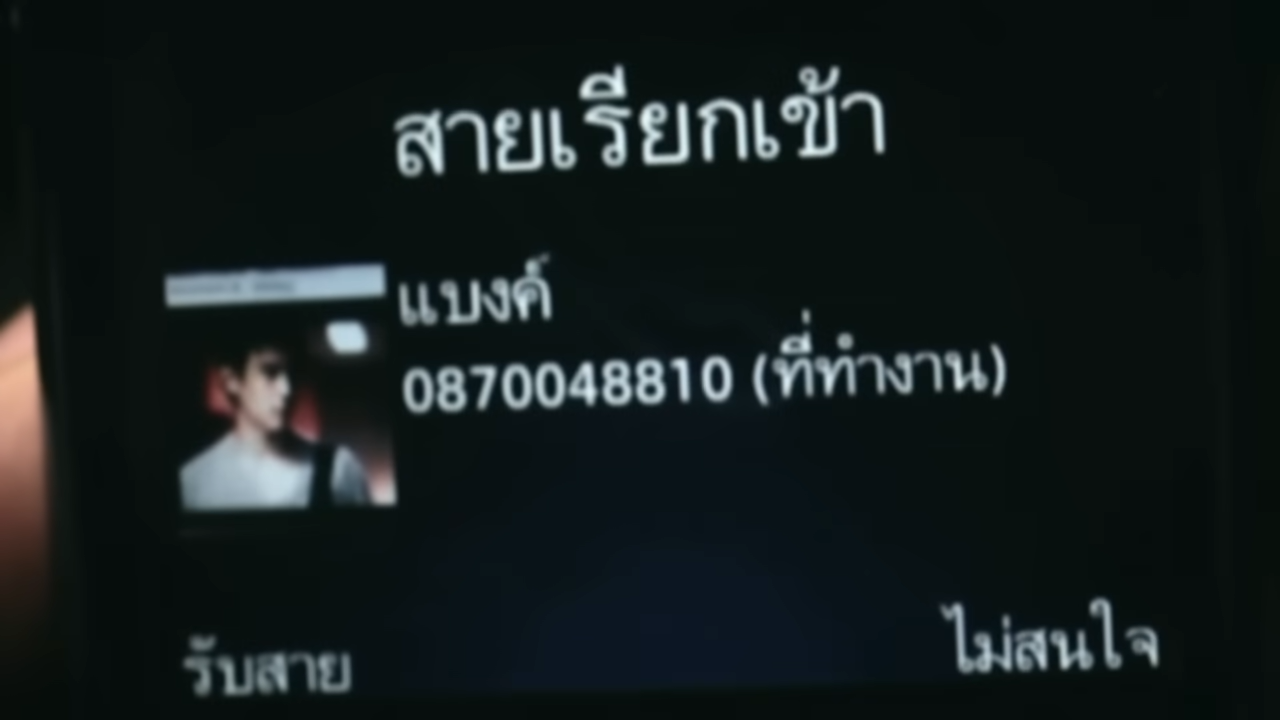 สายเรียกเข้า
แบงค์
0870048810 (ที่ทำงาน)
รับสาย
ไม่สนใจ